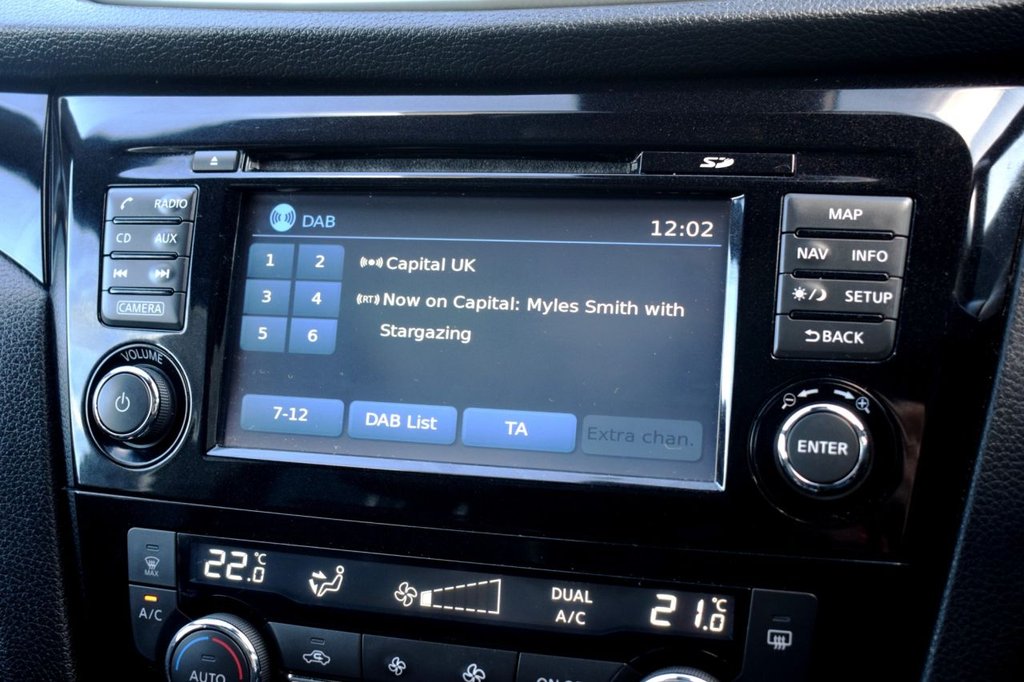 SD
RADIO
CD AUX
CAMERA
VOLUME
DAB 12:02
1 2
3 4
5 6
Capital UK
(RT) Now on Capital: Myles Smith with
Stargazing
7-12 DAB List TA Extra chan.
MAP
NAV INFO
SETUP
BACK
ENTER
MAX
A/C
22.0 °C
DUAL
A/C
21.0 °C
AUTO